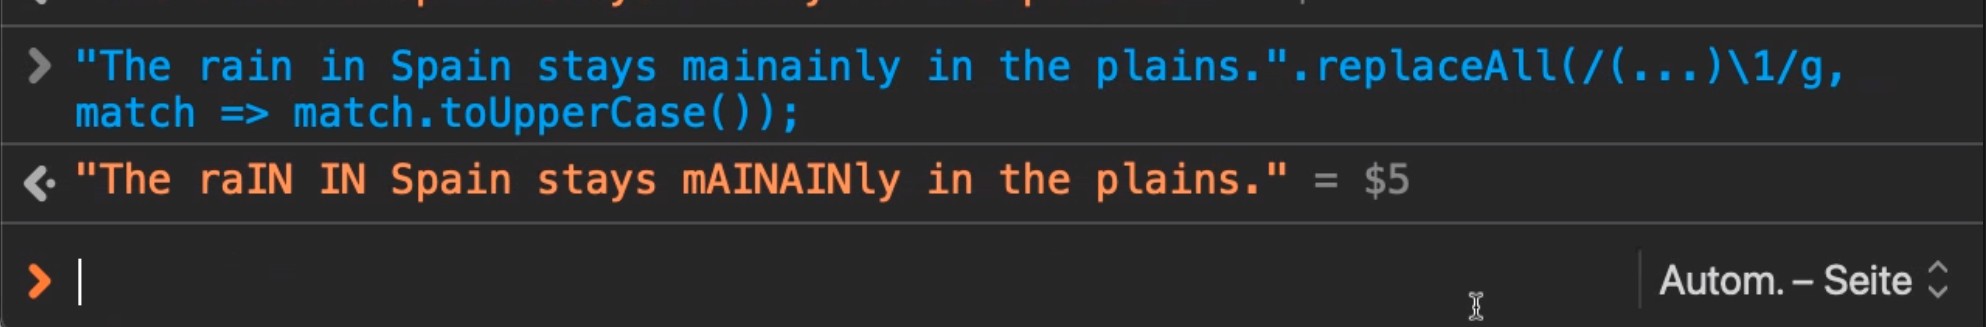 "The rain in Spain stays mainainly in the plains.".replaceAll(/(...)\1/g,
match => match.toUpperCase());
"The raIN IN Spain stays mAINAINly in the plains." = $5
Autom. – Seite